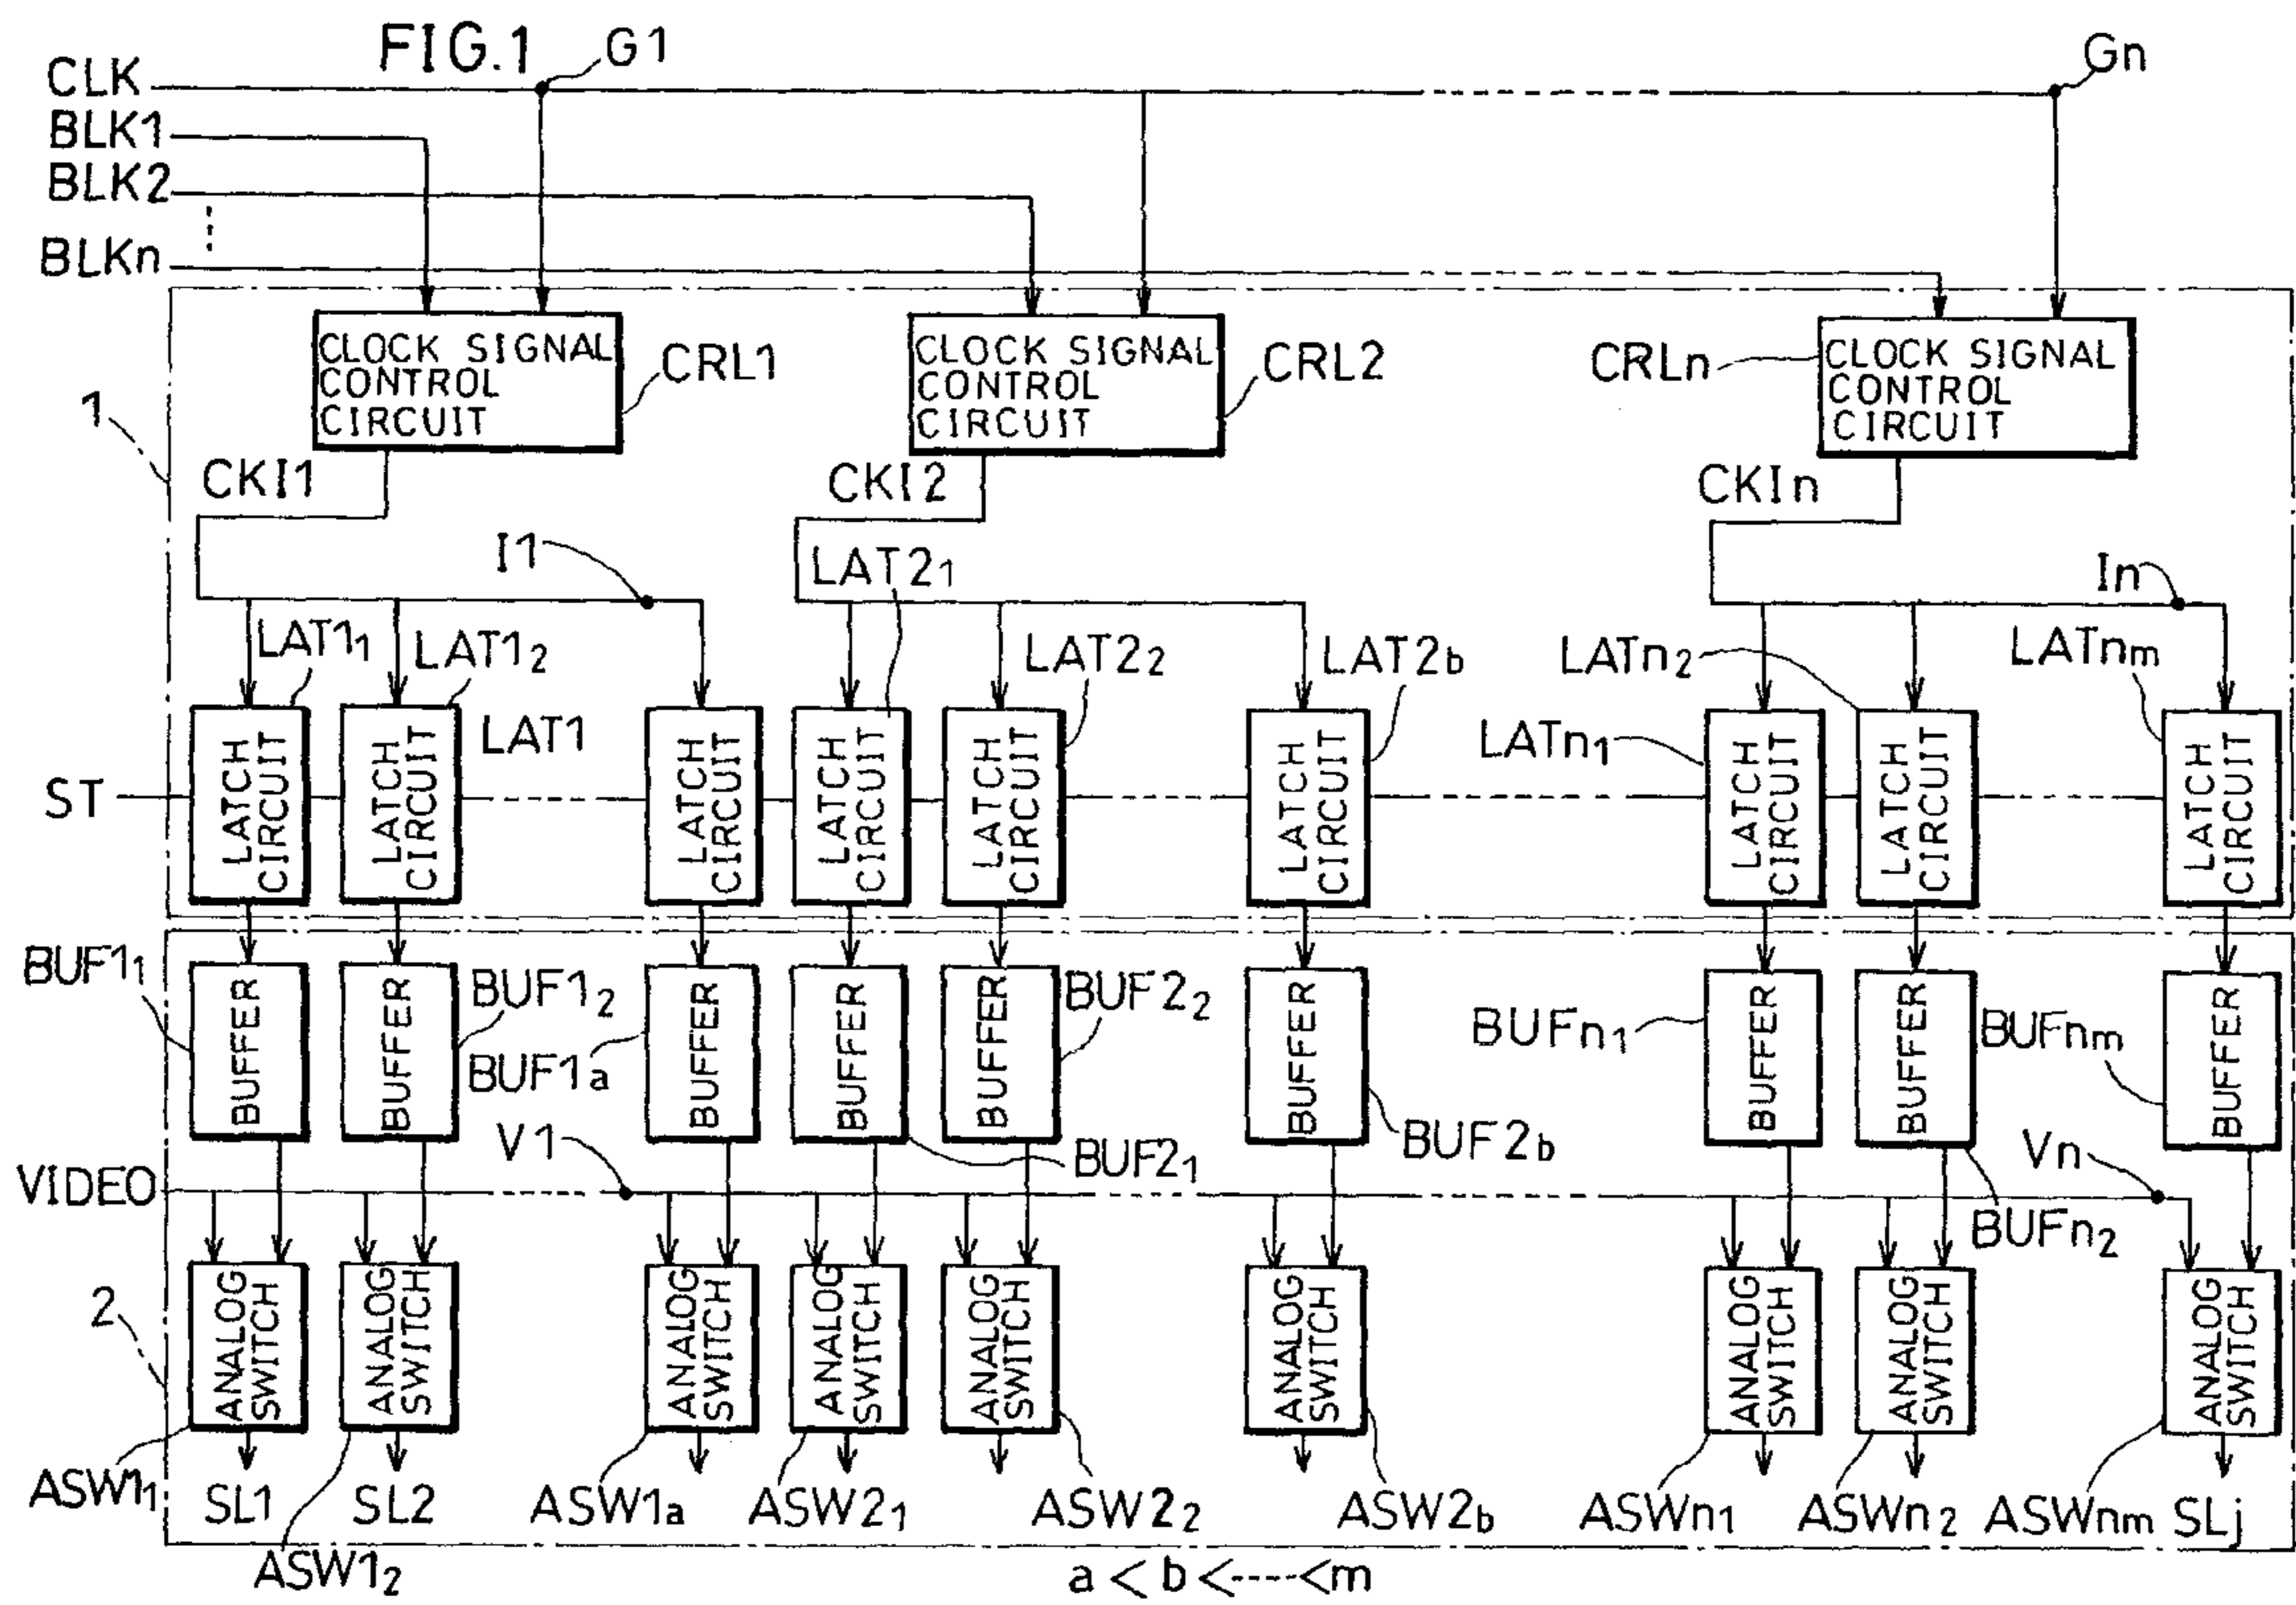 FIG.1
G1
Gn
CLK
BLK1
BLK2
BLKn
CLOCK SIGNAL
CONTROL
CIRCUIT
CRL1
CLOCK SIGNAL
CONTROL
CIRCUIT
CRL2
CRLn
CLOCK SIGNAL
CONTROL
CIRCUIT
1
CKI1
CKI2
CKIn
I1
LAT2₁
In
LAT1₁
LAT1₂
LAT2₂
LAT2b
LATn₂
LATnm
LAT1
LATn₁
ST
LATCH
CIRCUIT
LATCH
CIRCUIT
LATCH
CIRCUIT
LATCH
CIRCUIT
LATCH
CIRCUIT
LATCH
CIRCUIT
LATCH
CIRCUIT
LATCH
CIRCUIT
LATCH
CIRCUIT
BUF1₁
BUF1₂
BUF1a
BUF2₂
BUFn₁
BUFnm
BUFFER
BUFFER
BUFFER
BUFFER
BUFFER
BUFFER
BUFFER
BUFFER
BUFFER
V1
BUF2₁
BUF2b
Vn
VIDEO
BUFn₂
2
ANALOG
SWITCH
ANALOG
SWITCH
ANALOG
SWITCH
ANALOG
SWITCH
ANALOG
SWITCH
ANALOG
SWITCH
ANALOG
SWITCH
ANALOG
SWITCH
ANALOG
SWITCH
ASW1₁
SL1
SL2
ASW1a
ASW2₁
ASW2₂
ASW2b
ASWn₁
ASWn₂
ASWnm
SLj
ASW1₂
a<b<----<m